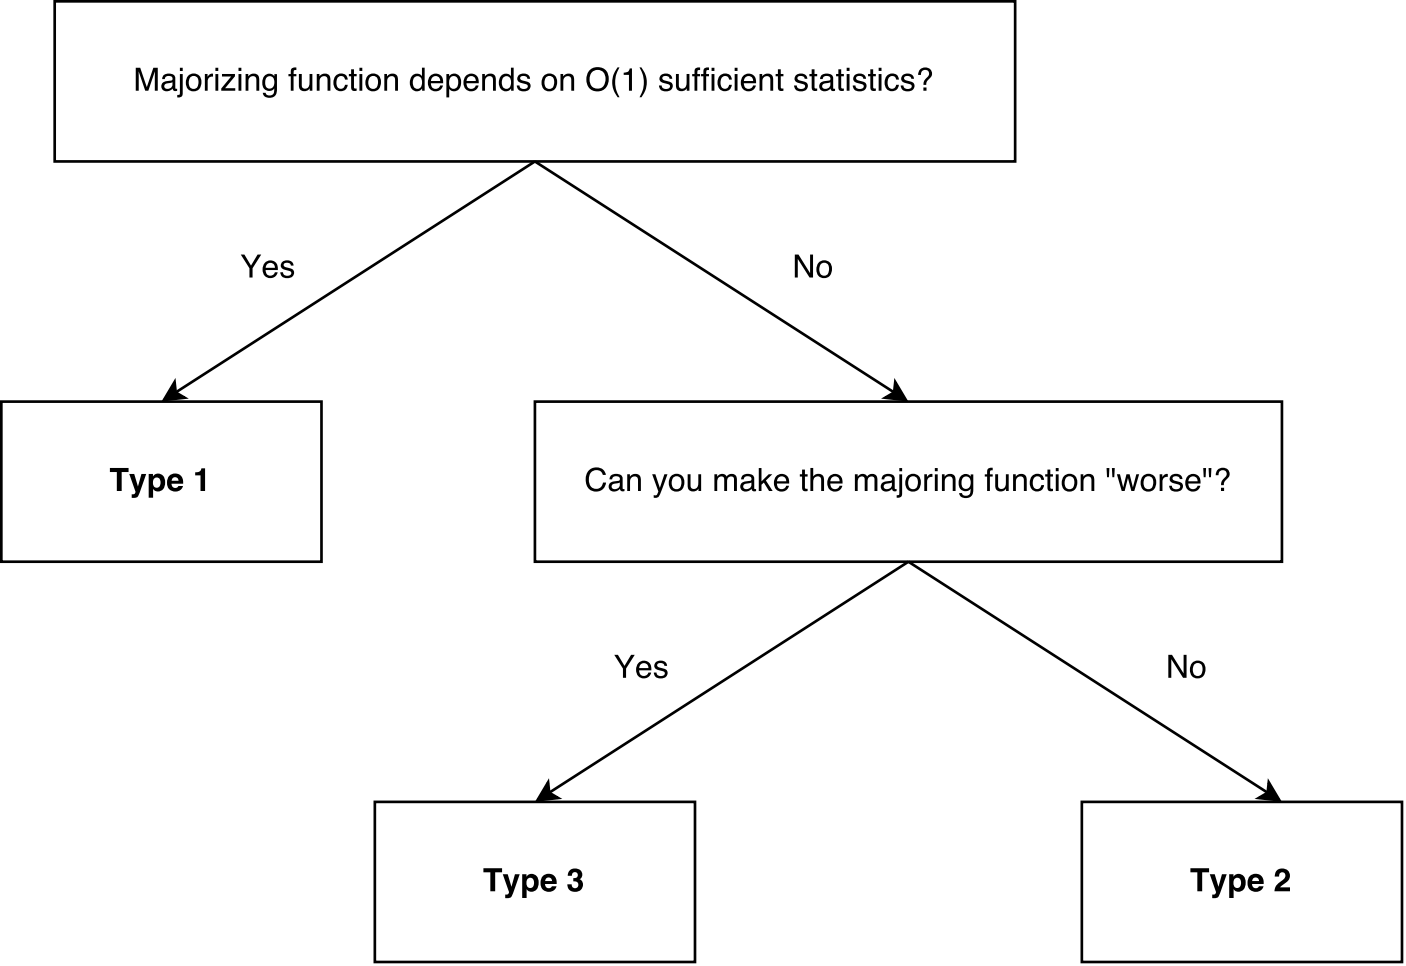 Majorizing function depends on O(1) sufficient statistics?
Yes
No
Type 1
Can you make the majoring function "worse"?
Yes
No
Type 3
Type 2